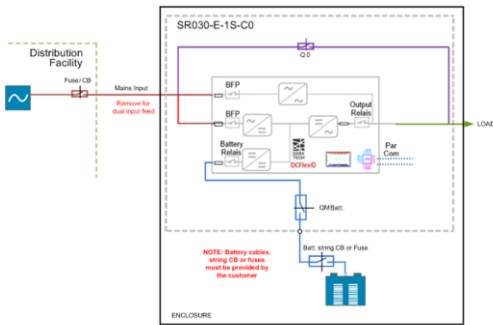 SR030-E-1S-C0
Distribution
Facility
Fuse/CB
Mains Input
Remove for
dual input feed
Q0
BFP
BFP
Output
Relais
Battery
Relais
DCFlex©
Par
Com
LOAD
QMBatt.
Batt. string CB or Fuse
NOTE: Battery cables,
string CB or fuses
must be provided by
the customer
ENCLOSURE